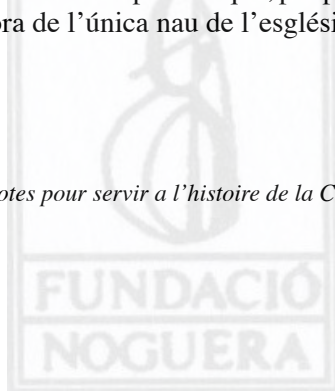 ora de l'única nau de l'esglési
otes pour servir a l'histoire de la C
FUNDACIÓ
NOGUERA